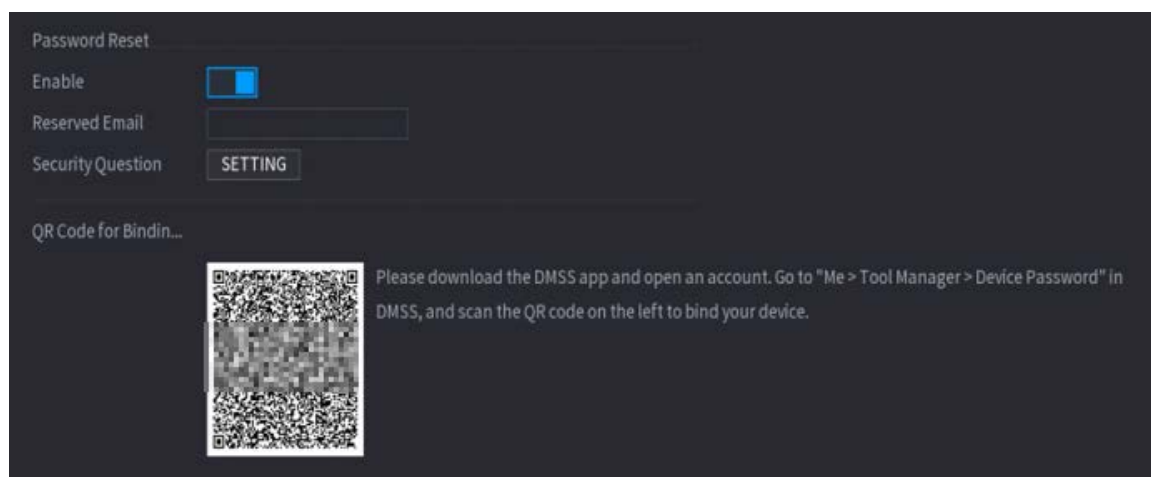 Password Reset
Enable
Reserved Email
Security Question SETTING
QR Code for Bindin...
Please download the DMSS app and open an account. Go to "Me > Tool Manager > Device Password" in
DMSS, and scan the QR code on the left to bind your device.